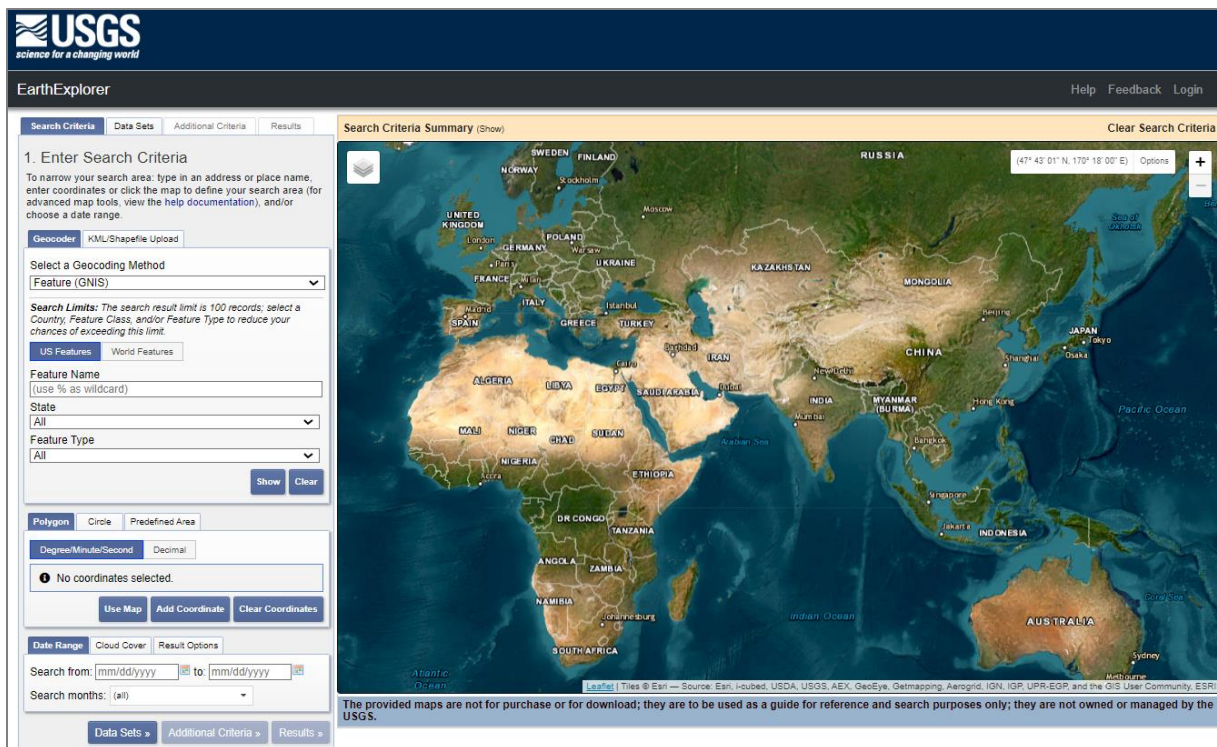 USGS
science for a changing world
EarthExplorer
Help Feedback Login
Search Criteria Data Sets Additional Criteria Results
1. Enter Search Criteria
To narrow your search area: type in an address or place name,
enter coordinates or click the map to define your search area (for
advanced map tools, view the help documentation), and/or
choose a date range.
Geocoder KML/Shapefile Upload
Select a Geocoding Method
Feature (GNIS)
Search Limits: The search result limit is 100 records; select a
Country, Feature Class, and/or Feature Type to reduce your
chances of exceeding this limit.
US Features World Features
Feature Name
(use % as wildcard)
State
All
Feature Type
All
Show Clear
Polygon Circle Predefined Area
Degree/Minute/Second Decimal
No coordinates selected.
Use Map Add Coordinate Clear Coordinates
Date Range Cloud Cover Result Options
Search from: mm/dd/yyyy to: mm/dd/yyyy
Search months: (all)
Data Sets » Additional Criteria » Results »
Search Criteria Summary (Show) Clear Search Criteria
(47° 43' 01" N, 170° 18' 00" E) Options
+
−
SWEDEN FINLAND RUSSIA
NORWAY
Stockholm
Moscow
UNITED
KINGDOM
Sea of
Okhotsk
London
POLAND
GERMANY Warsaw
Paris UKRAINE
KAZAKHSTAN
FRANCE Milan
MONGOLIA
ITALY Istanbul
Madrid
SPAIN GREECE TURKEY
Beijing
JAPAN
Tokyo
Baghdad IRAN
CHINA Shanghai Osaka
Cairo
New Delhi
ALGERIA LIBYA EGYPT SAUDI ARABIA Dubai
INDIA MYANMAR
(BURMA) Hong Kong
Mumbai
Pacific Ocean
MALI NIGER CHAD SUDAN
Arabian Sea
Bangkok
NIGERIA
Accra ETHIOPIA
Singapore
DR CONGO
TANZANIA
Jakarta INDONESIA
ANGOLA
ZAMBIA
NAMIBIA
Johannesburg
Indian Ocean
Coral Sea
AUSTRALIA
SOUTH AFRICA
Sydney
Atlantic
Ocean
Melbourne
Leaflet | Tiles © Esri — Source: Esri, i-cubed, USDA, USGS, AEX, GeoEye, Getmapping, Aerogrid, IGN, IGP, UPR-EGP, and the GIS User Community, ESRI
The provided maps are not for purchase or for download; they are to be used as a guide for reference and search purposes only; they are not owned or managed by the
USGS.